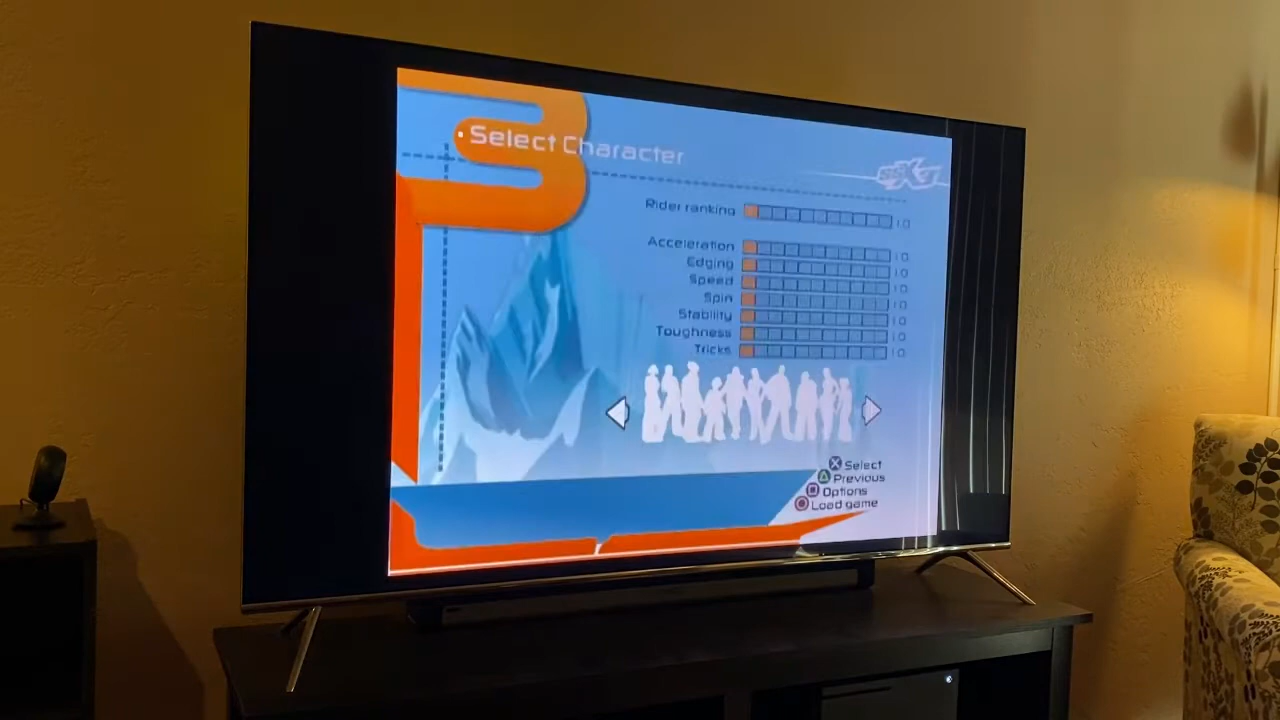 Select Character
SSX3
Rider ranking 10
Acceleration 10
Edging 10
Speed 10
Spin 10
Stability 10
Toughness 10
Tricks 10
X Select
Previous
Options
Load game